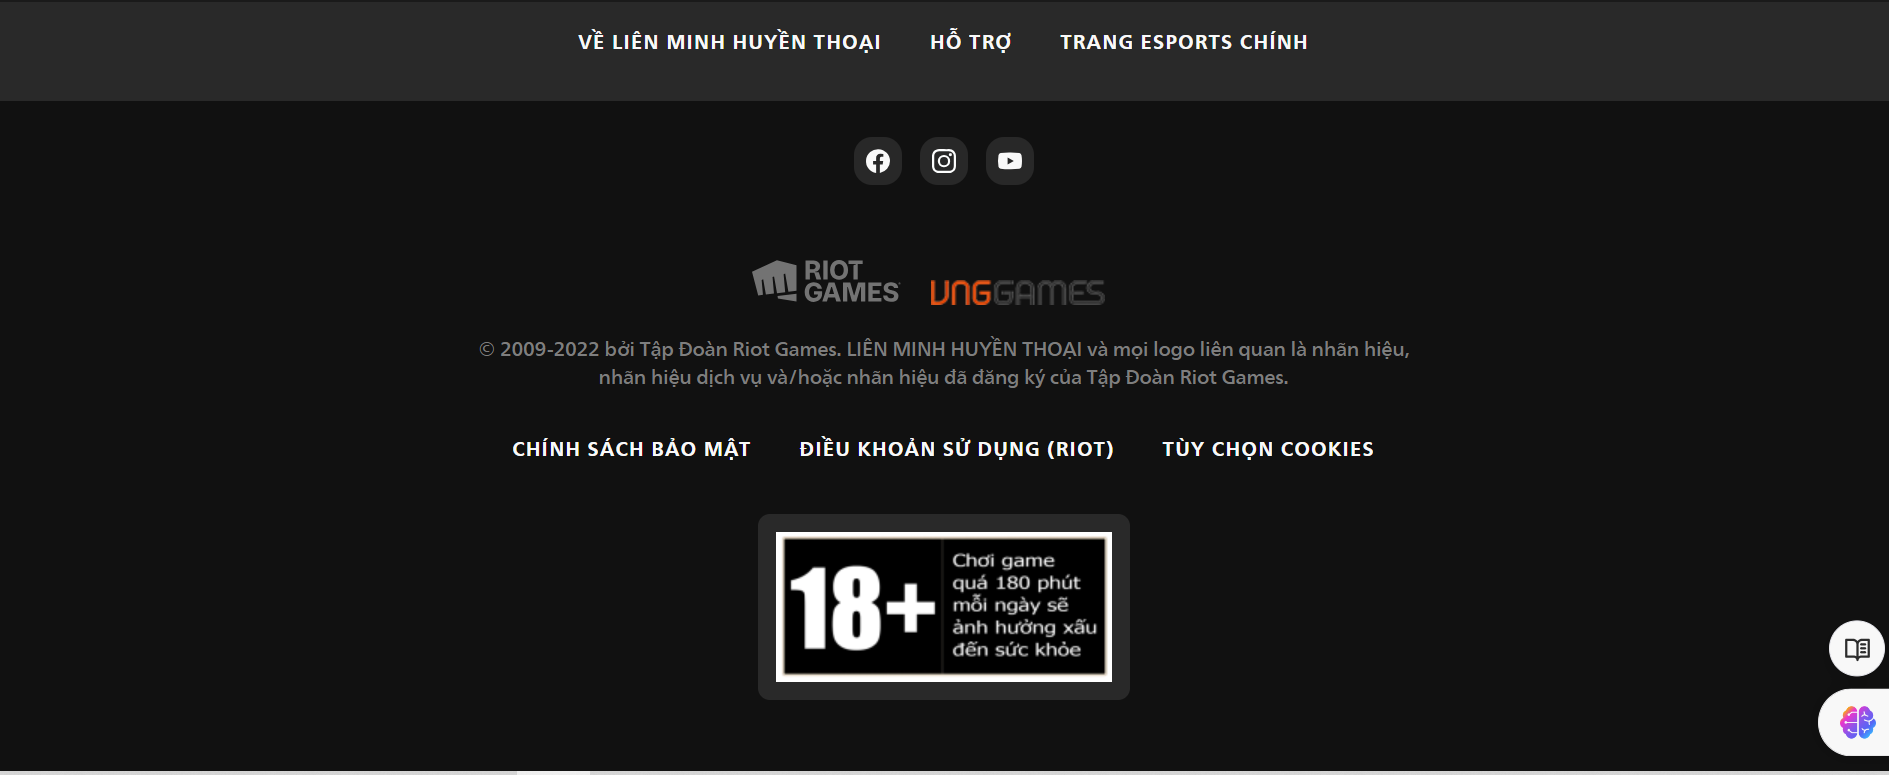 VỀ LIÊN MINH HUYỀN THOẠI HỖ TRỢ TRANG ESPORTS CHÍNH
RIOT
GAMES
VNGGAMES
© 2009-2022 bởi Tập Đoàn Riot Games. LIÊN MINH HUYỀN THOẠI và mọi logo liên quan là nhãn hiệu,
nhãn hiệu dịch vụ và/hoặc nhãn hiệu đã đăng ký của Tập Đoàn Riot Games.
CHÍNH SÁCH BẢO MẬT ĐIỀU KHOẢN SỬ DỤNG (RIOT) TÙY CHỌN COOKIES
18+
Chơi game
quá 180 phút
mỗi ngày sẽ
ảnh hưởng xấu
đến sức khỏe